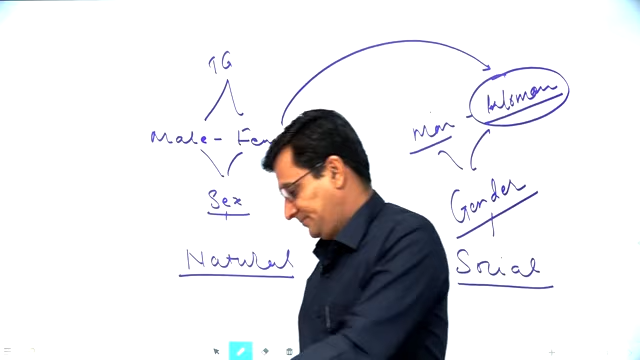 TG
Male - Fem
Sex
Natural
Man - Woman
Gender
Social